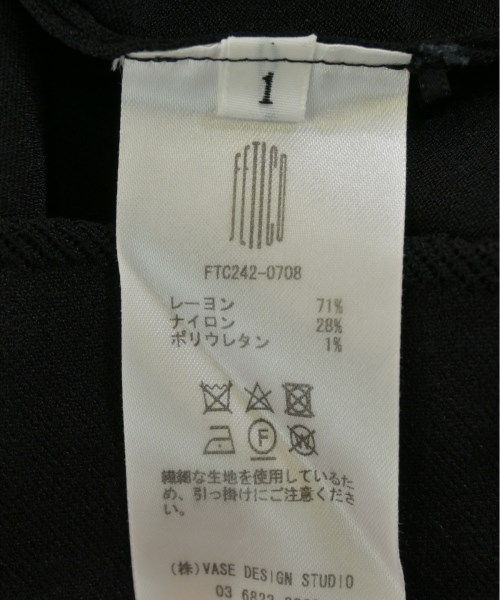 1
FETICO
FTC242-0708
レーヨン 71%
ナイロン 28%
ポリウレタン 1%
F
W
繊細な生地を使用しているた
め、引っ掛けにご注意くださ
い。
(株)VASE DESIGN STUDIO
03